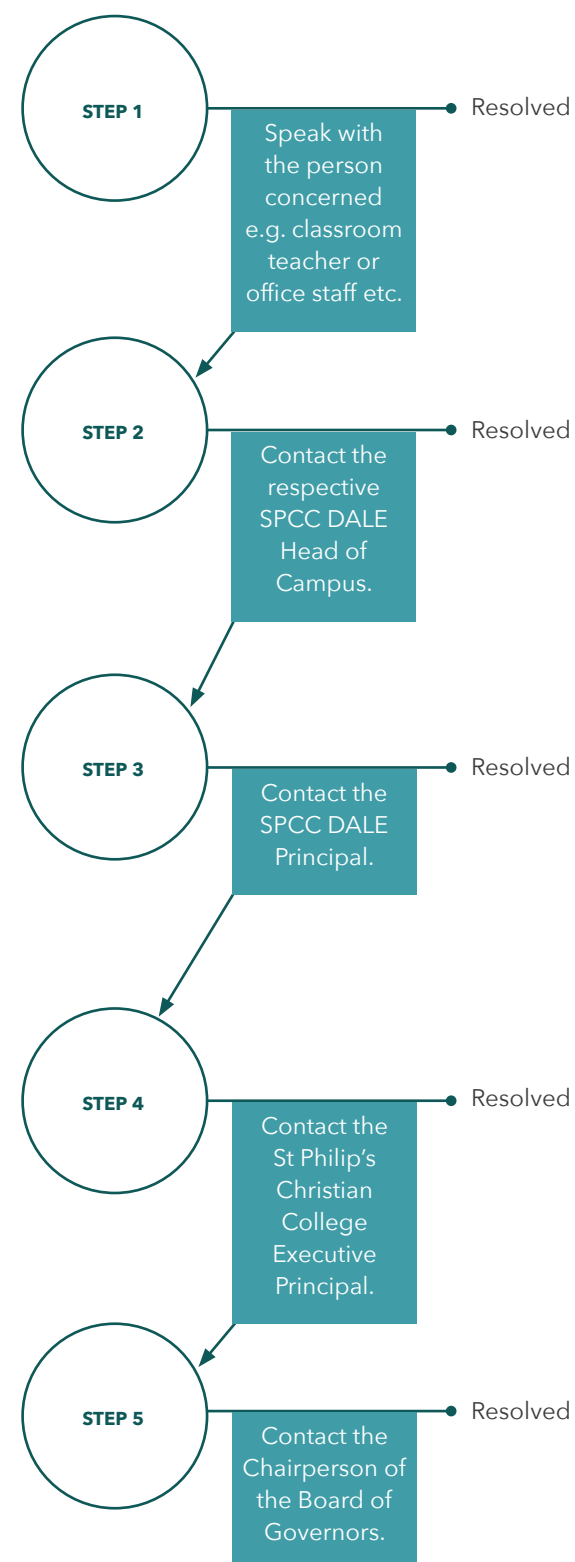 STEP 1
Resolved
Speak with
the person
concerned
e.g. classroom
teacher or
office staff etc.
STEP 2
Resolved
Contact the
respective
SPCC DALE
Head of
Campus.
STEP 3
Resolved
Contact the
SPCC DALE
Principal.
STEP 4
Resolved
Contact the
St Philip’s
Christian
College
Executive
Principal.
STEP 5
Resolved
Contact the
Chairperson of
the Board of
Governors.